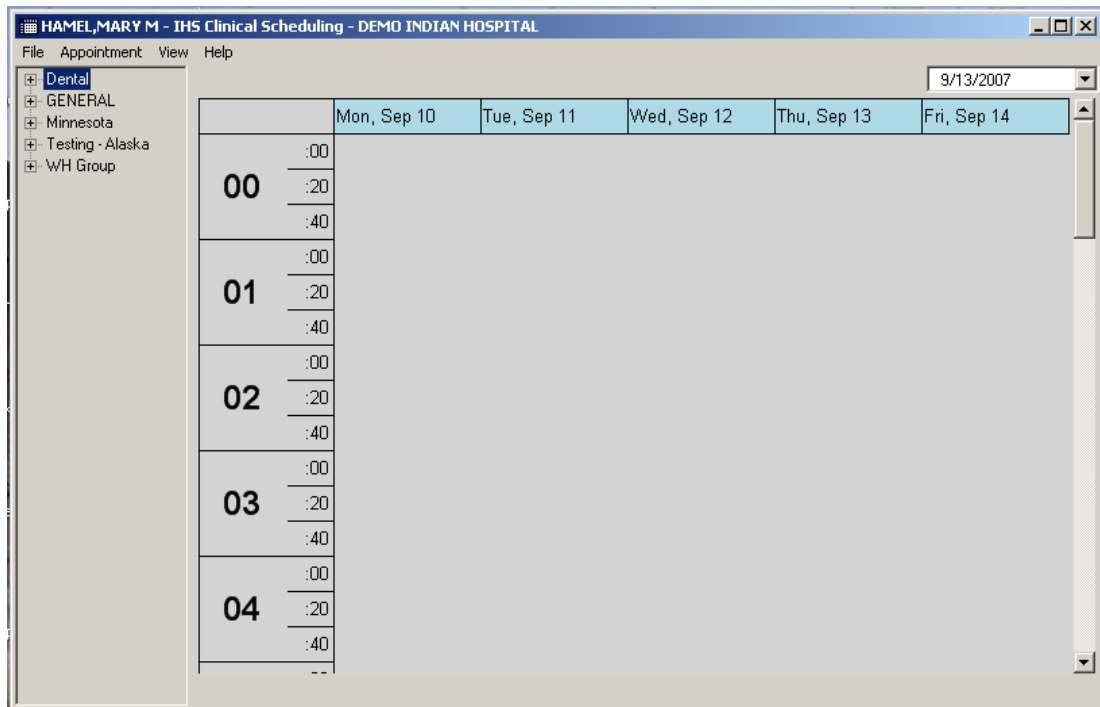 HAMEL,MARY M - IHS Clinical Scheduling - DEMO INDIAN HOSPITAL
File Appointment View Help
Dental
GENERAL
Minnesota
Testing - Alaska
WH Group
9/13/2007
Mon, Sep 10 Tue, Sep 11 Wed, Sep 12 Thu, Sep 13 Fri, Sep 14
:00
00 :20
:40
:00
01 :20
:40
:00
02 :20
:40
:00
03 :20
:40
:00
04 :20
:40